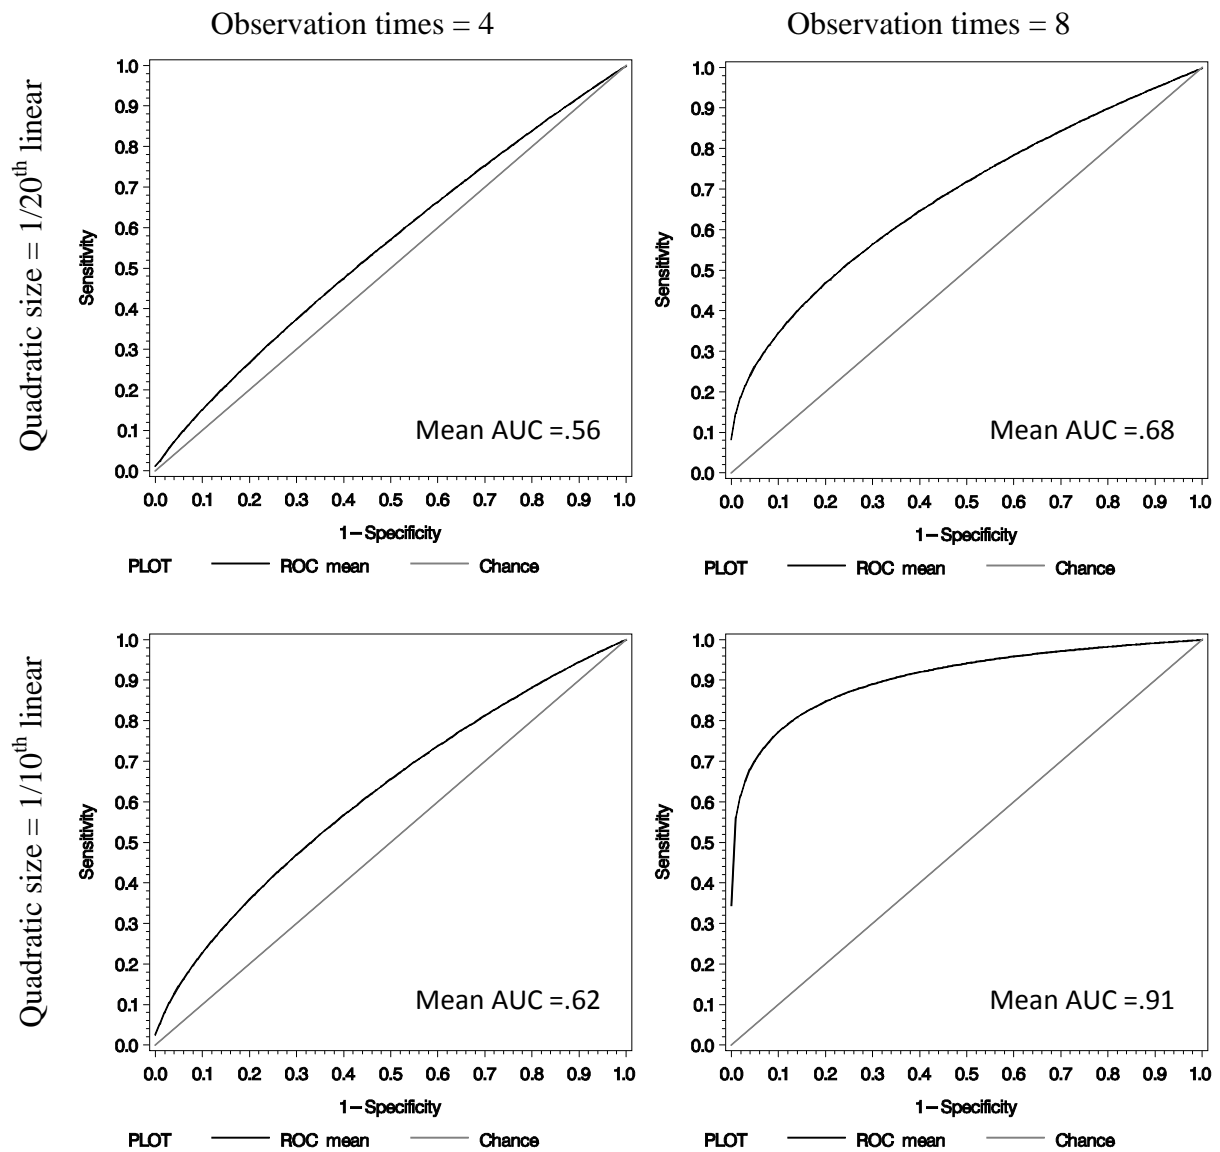 Observation times = 4
Observation times = 8
Quadratic size = 1/20th linear
1.0
0.9
0.8
0.7
0.6
0.5
0.4
0.3
0.2
0.1
0.0
Sensitivity
Mean AUC =.56
0.0 0.1 0.2 0.3 0.4 0.5 0.6 0.7 0.8 0.9 1.0
1−Specificity
PLOT ROC mean Chance
1.0
0.9
0.8
0.7
0.6
0.5
0.4
0.3
0.2
0.1
0.0
Sensitivity
Mean AUC =.68
0.0 0.1 0.2 0.3 0.4 0.5 0.6 0.7 0.8 0.9 1.0
1−Specificity
PLOT ROC mean Chance
Quadratic size = 1/10th linear
1.0
0.9
0.8
0.7
0.6
0.5
0.4
0.3
0.2
0.1
0.0
Sensitivity
Mean AUC =.62
0.0 0.1 0.2 0.3 0.4 0.5 0.6 0.7 0.8 0.9 1.0
1−Specificity
PLOT ROC mean Chance
1.0
0.9
0.8
0.7
0.6
0.5
0.4
0.3
0.2
0.1
0.0
Sensitivity
Mean AUC =.91
0.0 0.1 0.2 0.3 0.4 0.5 0.6 0.7 0.8 0.9 1.0
1−Specificity
PLOT ROC mean Chance